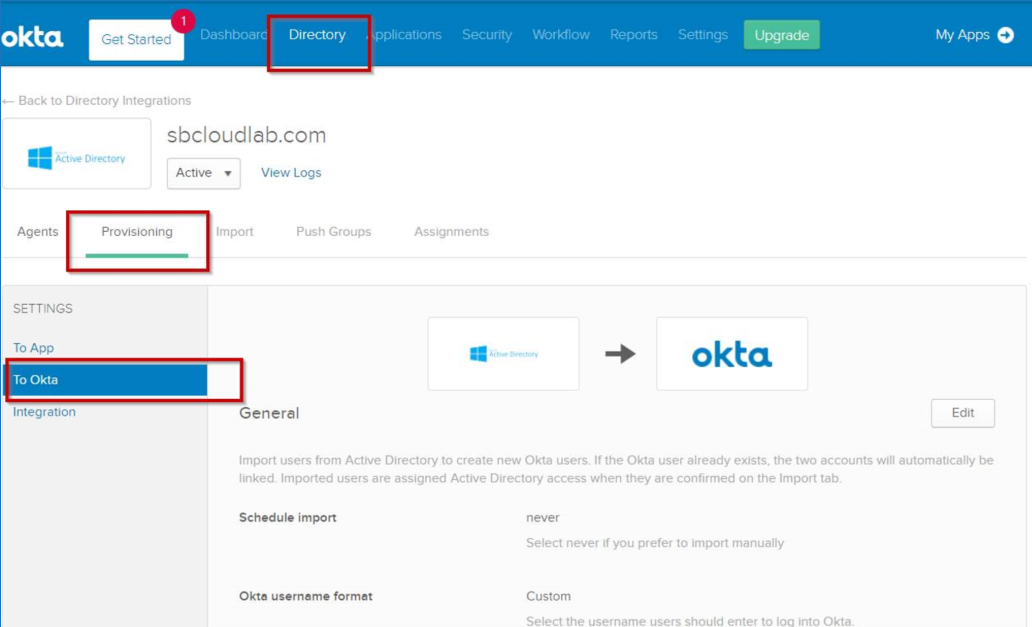 okta
Get Started
1
Dashboard
Directory
Applications
Security
Workflow
Reports
Settings
Upgrade
My Apps
← Back to Directory Integrations
Active Directory
sbcloudlab.com
Active
View Logs
Agents
Provisioning
Import
Push Groups
Assignments
SETTINGS
To App
To Okta
Integration
Active Directory
okta
General
Edit
Import users from Active Directory to create new Okta users. If the Okta user already exists, the two accounts will automatically be
linked. Imported users are assigned Active Directory access when they are confirmed on the Import tab.
Schedule import
never
Select never if you prefer to import manually
Okta username format
Custom
Select the username users should enter to log into Okta.